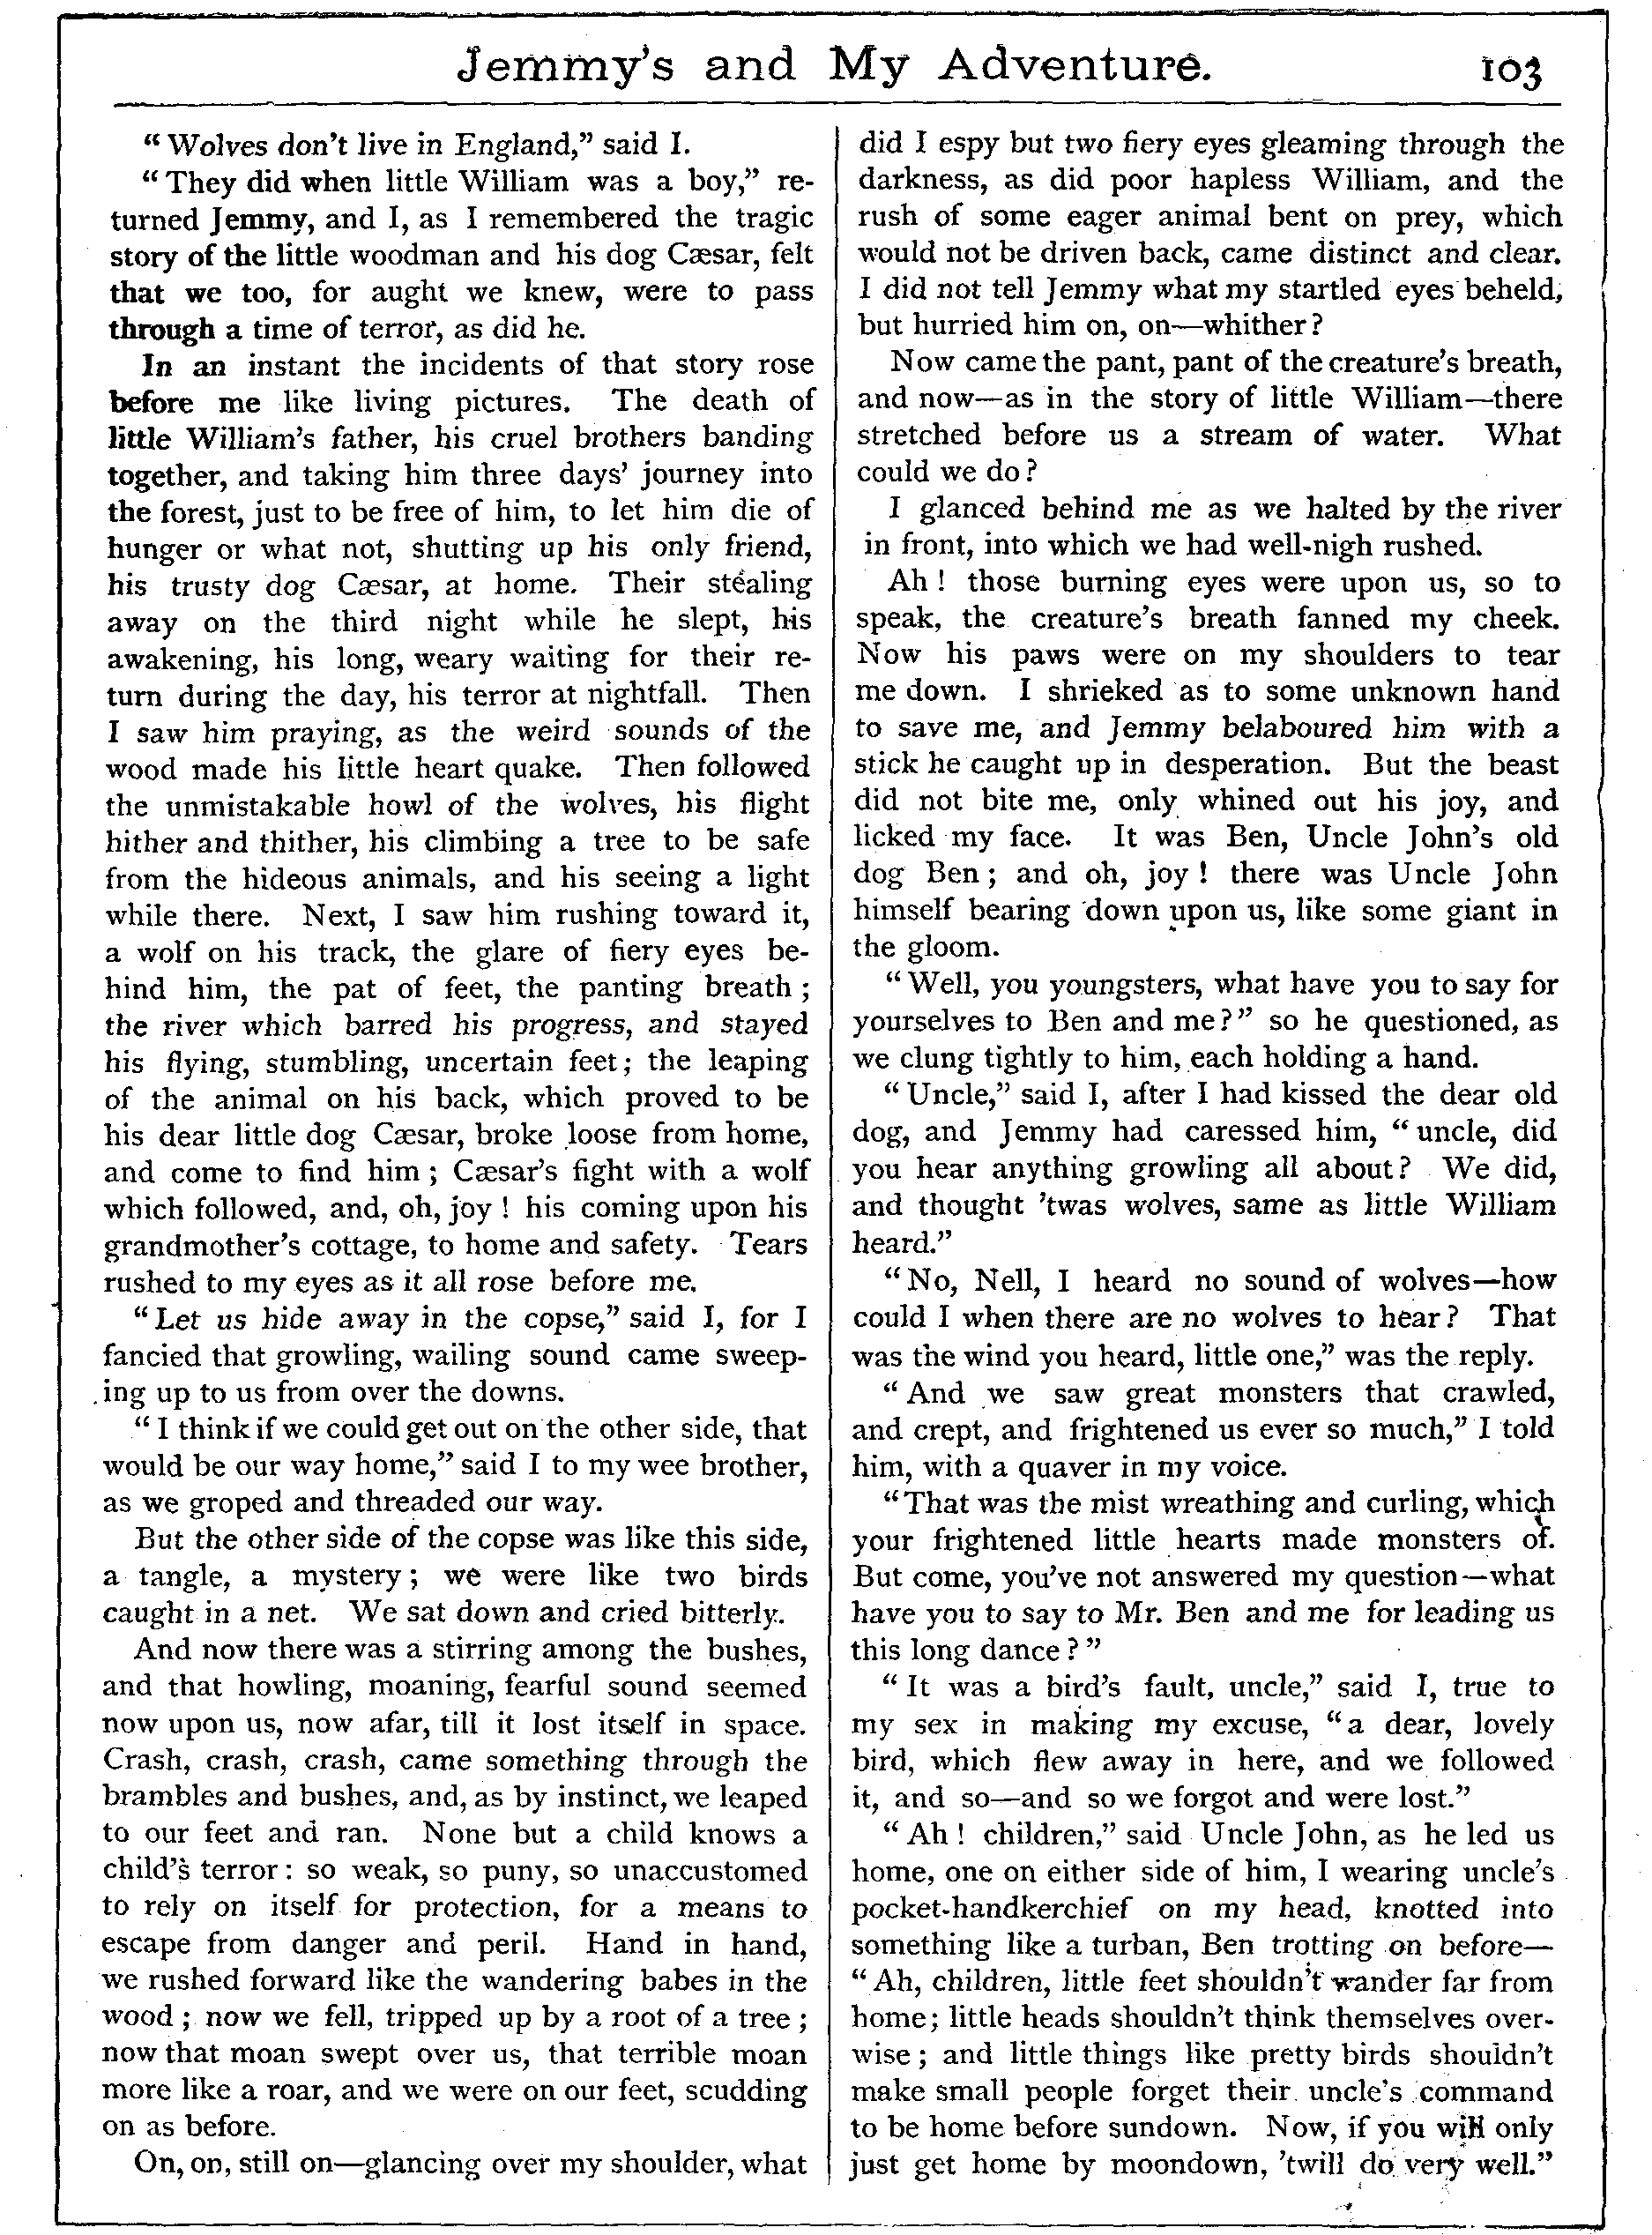 Jemmy's and My Adventure. 103
"Wolves don't live in England," said I.
"They did when little William was a boy," re-
turned Jemmy, and I, as I remembered the tragic
story of the little woodman and his dog Cæsar, felt
that we too, for aught we knew, were to pass
through a time of terror, as did he.
In an instant the incidents of that story rose
before me like living pictures. The death of
little William's father, his cruel brothers banding
together, and taking him three days' journey into
the forest, just to be free of him, to let him die of
hunger or what not, shutting up his only friend,
his trusty dog Cæsar, at home. Their stealing
away on the third night while he slept, his
awakening, his long, weary waiting for their re-
turn during the day, his terror at nightfall. Then
I saw him praying, as the weird sounds of the
wood made his little heart quake. Then followed
the unmistakable howl of the wolves, his flight
hither and thither, his climbing a tree to be safe
from the hideous animals, and his seeing a light
while there. Next, I saw him rushing toward it,
a wolf on his track, the glare of fiery eyes be-
hind him, the pat of feet, the panting breath;
the river which barred his progress, and stayed
his flying, stumbling, uncertain feet; the leaping
of the animal on his back, which proved to be
his dear little dog Cæsar, broke loose from home,
and come to find him; Cæsar's fight with a wolf
which followed, and, oh, joy! his coming upon his
grandmother's cottage, to home and safety. Tears
rushed to my eyes as it all rose before me.
"Let us hide away in the copse," said I, for I
fancied that growling, wailing sound came sweep-
ing up to us from over the downs.
"I think if we could get out on the other side, that
would be our way home," said I to my wee brother,
as we groped and threaded our way.
But the other side of the copse was like this side,
a tangle, a mystery; we were like two birds
caught in a net. We sat down and cried bitterly.
And now there was a stirring among the bushes,
and that howling, moaning, fearful sound seemed
now upon us, now afar, till it lost itself in space.
Crash, crash, crash, came something through the
brambles and bushes, and, as by instinct, we leaped
to our feet and ran. None but a child knows a
child's terror: so weak, so puny, so unaccustomed
to rely on itself for protection, for a means to
escape from danger and peril. Hand in hand,
we rushed forward like the wandering babes in the
wood; now we fell, tripped up by a root of a tree;
now that moan swept over us, that terrible moan
more like a roar, and we were on our feet, scudding
on as before.
On, on, still on—glancing over my shoulder, what
did I espy but two fiery eyes gleaming through the
darkness, as did poor hapless William, and the
rush of some eager animal bent on prey, which
would not be driven back, came distinct and clear.
I did not tell Jemmy what my startled eyes beheld,
but hurried him on, on—whither?
Now came the pant, pant of the creature's breath,
and now—as in the story of little William—there
stretched before us a stream of water. What
could we do?
I glanced behind me as we halted by the river
in front, into which we had well-nigh rushed.
Ah! those burning eyes were upon us, so to
speak, the creature's breath fanned my cheek.
Now his paws were on my shoulders to tear
me down. I shrieked as to some unknown hand
to save me, and Jemmy belaboured him with a
stick he caught up in desperation. But the beast
did not bite me, only whined out his joy, and
licked my face. It was Ben, Uncle John's old
dog Ben; and oh, joy! there was Uncle John
himself bearing down upon us, like some giant in
the gloom.
"Well, you youngsters, what have you to say for
yourselves to Ben and me?" so he questioned, as
we clung tightly to him, each holding a hand.
"Uncle," said I, after I had kissed the dear old
dog, and Jemmy had caressed him, "uncle, did
you hear anything growling all about? We did,
and thought 'twas wolves, same as little William
heard."
"No, Nell, I heard no sound of wolves—how
could I when there are no wolves to hear? That
was the wind you heard, little one," was the reply.
"And we saw great monsters that crawled,
and crept, and frightened us ever so much," I told
him, with a quaver in my voice.
"That was the mist wreathing and curling, which
your frightened little hearts made monsters of.
But come, you've not answered my question—what
have you to say to Mr. Ben and me for leading us
this long dance?"
"It was a bird's fault, uncle," said I, true to
my sex in making my excuse, "a dear, lovely
bird, which flew away in here, and we followed
it, and so—and so we forgot and were lost."
"Ah! children," said Uncle John, as he led us
home, one on either side of him, I wearing uncle's
pocket-handkerchief on my head, knotted into
something like a turban, Ben trotting on before—
"Ah, children, little feet shouldn't wander far from
home; little heads shouldn't think themselves over-
wise; and little things like pretty birds shouldn't
make small people forget their uncle's command
to be home before sundown. Now, if you will only
just get home by moondown, 'twill do very well."